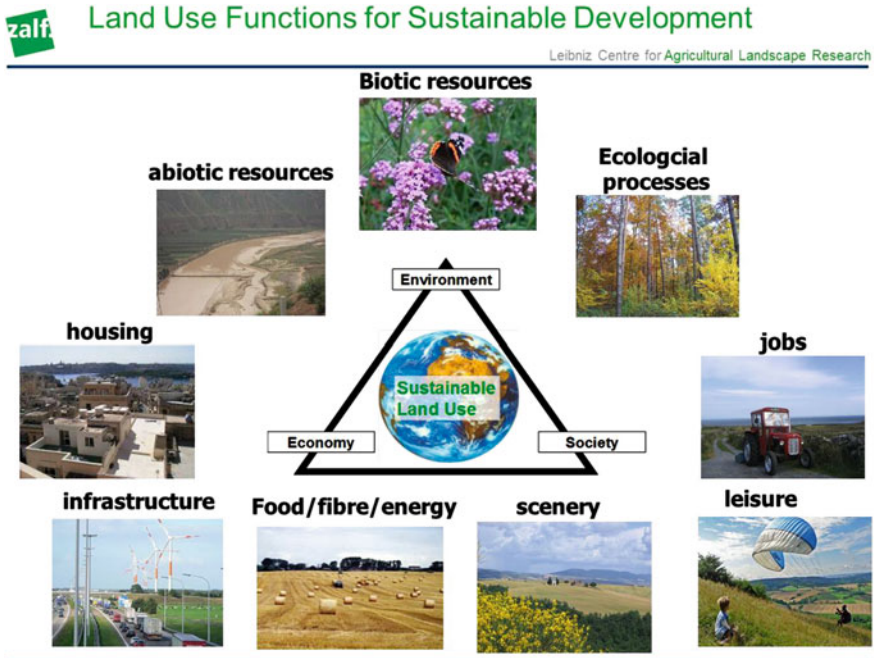 zalf.
Land Use Functions for Sustainable Development
Leibniz Centre for Agricultural Landscape Research
Biotic resources
abiotic resources
Ecologcial
processes
Environment
housing
jobs
Sustainable
Land Use
Economy
Society
infrastructure
Food/fibre/energy
scenery
leisure